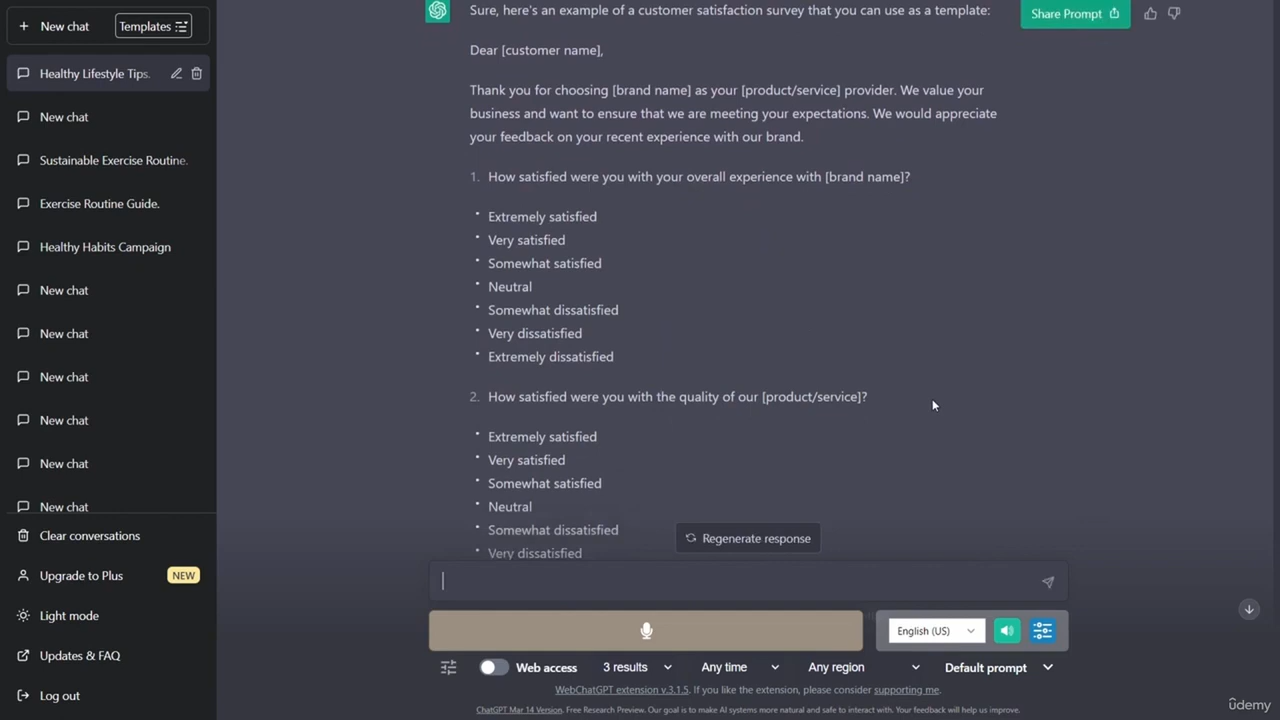 New chat
Templates
Healthy Lifestyle Tips.
New chat
Sustainable Exercise Routine.
Exercise Routine Guide.
Healthy Habits Campaign
New chat
New chat
New chat
New chat
New chat
New chat
Clear conversations
Upgrade to Plus NEW
Light mode
Updates & FAQ
Log out
Sure, here's an example of a customer satisfaction survey that you can use as a template:
Share Prompt
Dear [customer name],
Thank you for choosing [brand name] as your [product/service] provider. We value your
business and want to ensure that we are meeting your expectations. We would appreciate
your feedback on your recent experience with our brand.
1. How satisfied were you with your overall experience with [brand name]?
• Extremely satisfied
• Very satisfied
• Somewhat satisfied
• Neutral
• Somewhat dissatisfied
• Very dissatisfied
• Extremely dissatisfied
2. How satisfied were you with the quality of our [product/service]?
• Extremely satisfied
• Very satisfied
• Somewhat satisfied
• Neutral
• Somewhat dissatisfied
• Very dissatisfied
Regenerate response
English (US)
Web access 3 results Any time Any region Default prompt
WebChatGPT extension v.3.1.5. If you like the extension, please consider supporting me.
ChatGPT Mar 14 Version. Free Research Preview. Our goal is to make AI systems more natural and safe to interact with. Your feedback will help us improve.
ûdemy